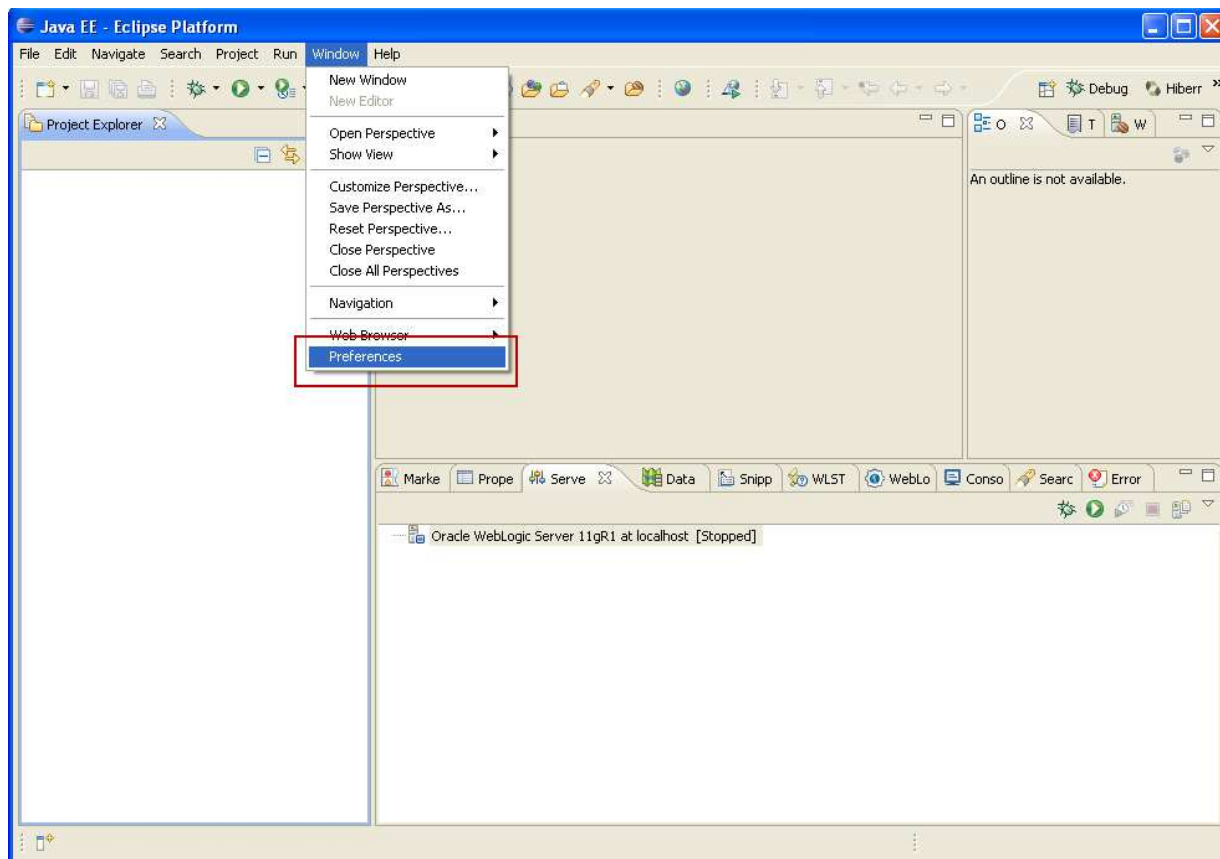 Java EE - Eclipse Platform
File Edit Navigate Search Project Run Window Help
Debug Hiberr »
New Window
New Editor
Open Perspective
Show View
Customize Perspective...
Save Perspective As...
Reset Perspective...
Close Perspective
Close All Perspectives
Navigation
Web Browser
Preferences
Project Explorer
O T W
An outline is not available.
Marke Prope Serve Data Snipp WLST WebLo Conso Searc Error
Oracle WebLogic Server 11gR1 at localhost [Stopped]